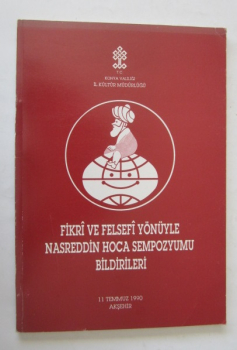 T.C.
KONYA VALİLİĞİ
İL KÜLTÜR MÜDÜRLÜĞÜ
FİKRÎ VE FELSEFÎ YÖNÜYLE
NASREDDİN HOCA SEMPOZYUMU
BİLDİRİLERİ
11 TEMMUZ 1990
AKŞEHİR